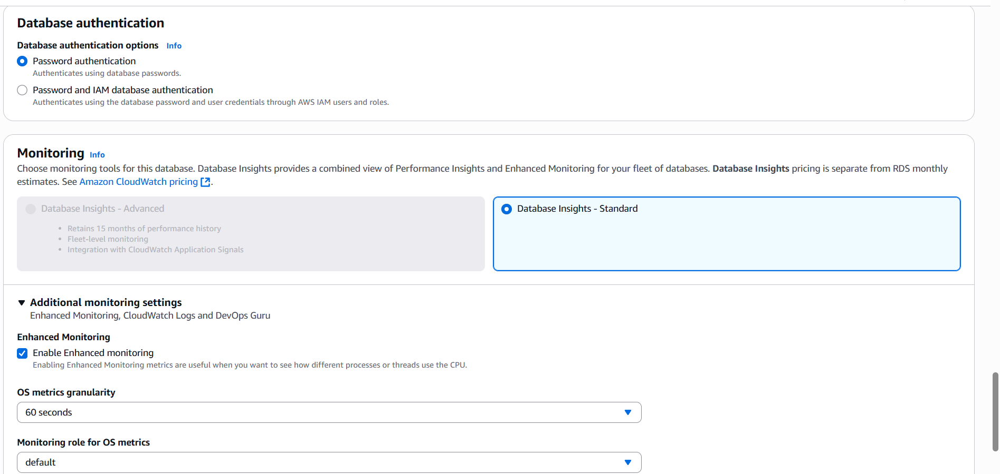 Database authentication
Database authentication options Info
Password authentication
Authenticates using database passwords.
Password and IAM database authentication
Authenticates using the database password and user credentials through AWS IAM users and roles.
Monitoring Info
Choose monitoring tools for this database. Database Insights provides a combined view of Performance Insights and Enhanced Monitoring for your fleet of databases. Database Insights pricing is separate from RDS monthly
estimates. See Amazon CloudWatch pricing.
Database Insights - Advanced
• Retains 15 months of performance history
• Fleet-level monitoring
• Integration with CloudWatch Application Signals
Database Insights - Standard
Additional monitoring settings
Enhanced Monitoring, CloudWatch Logs and DevOps Guru
Enhanced Monitoring
Enable Enhanced monitoring
Enabling Enhanced Monitoring metrics are useful when you want to see how different processes or threads use the CPU.
OS metrics granularity
60 seconds
Monitoring role for OS metrics
default